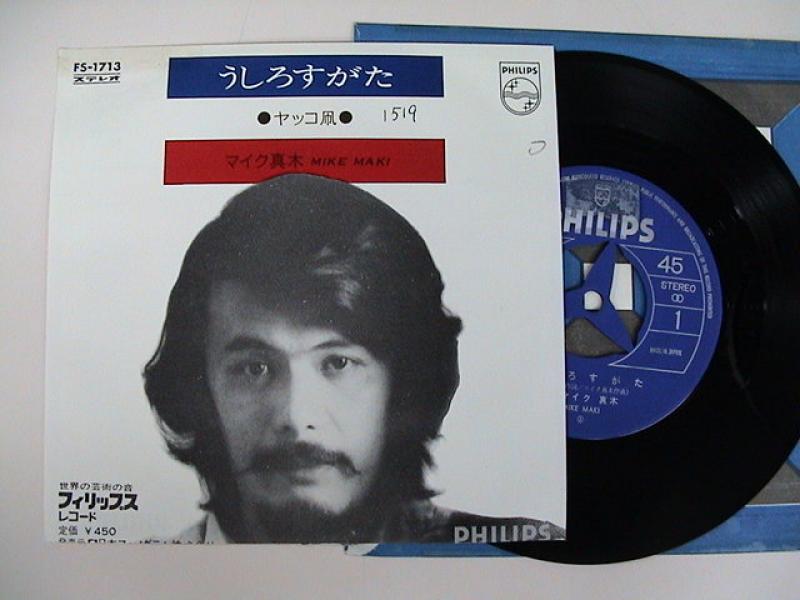 FS-1713
ステレオ
うしろすがた
●ヤッコ凧●
1519
マイク真木 MIKE MAKI
PHILIPS
世界の芸術の音
フィリップス
レコード
定価 ¥450
PHILIPS
PHILIPS
45
STEREO
1
ろすがた
イク 真木
MIKE MAKI